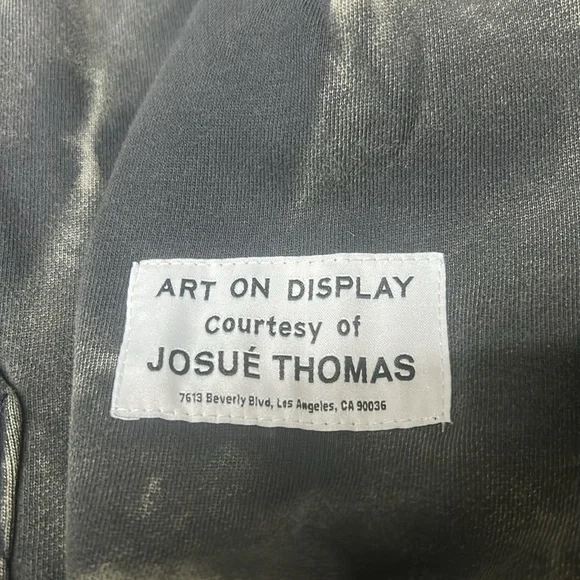 ART ON DISPLAY
Courtesy of
JOSUÉ THOMAS
7613 Beverly Blvd, Los Angeles, CA 90036